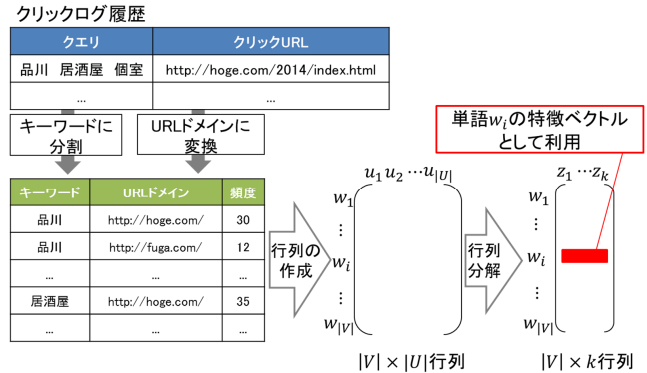 クリックログ履歴
クエリ クリックURL
品川 居酒屋 個室 http://hoge.com/2014/index.html
… …
キーワードに
分割
URLドメインに
変換
キーワード URLドメイン 頻度
品川 http://hoge.com/ 30
品川 http://fuga.com/ 12
… … …
居酒屋 http://hoge.com/ 35
… … …
行列の
作成
u₁ u₂ ⋯ u|U|
w₁
⋮
wᵢ
⋮
w|V|
|V| × |U|行列
行列
分解
単語wᵢの特徴ベクトル
として利用
z₁ ⋯ zₖ
w₁
⋮
wᵢ
⋮
w|V|
|V| × k行列